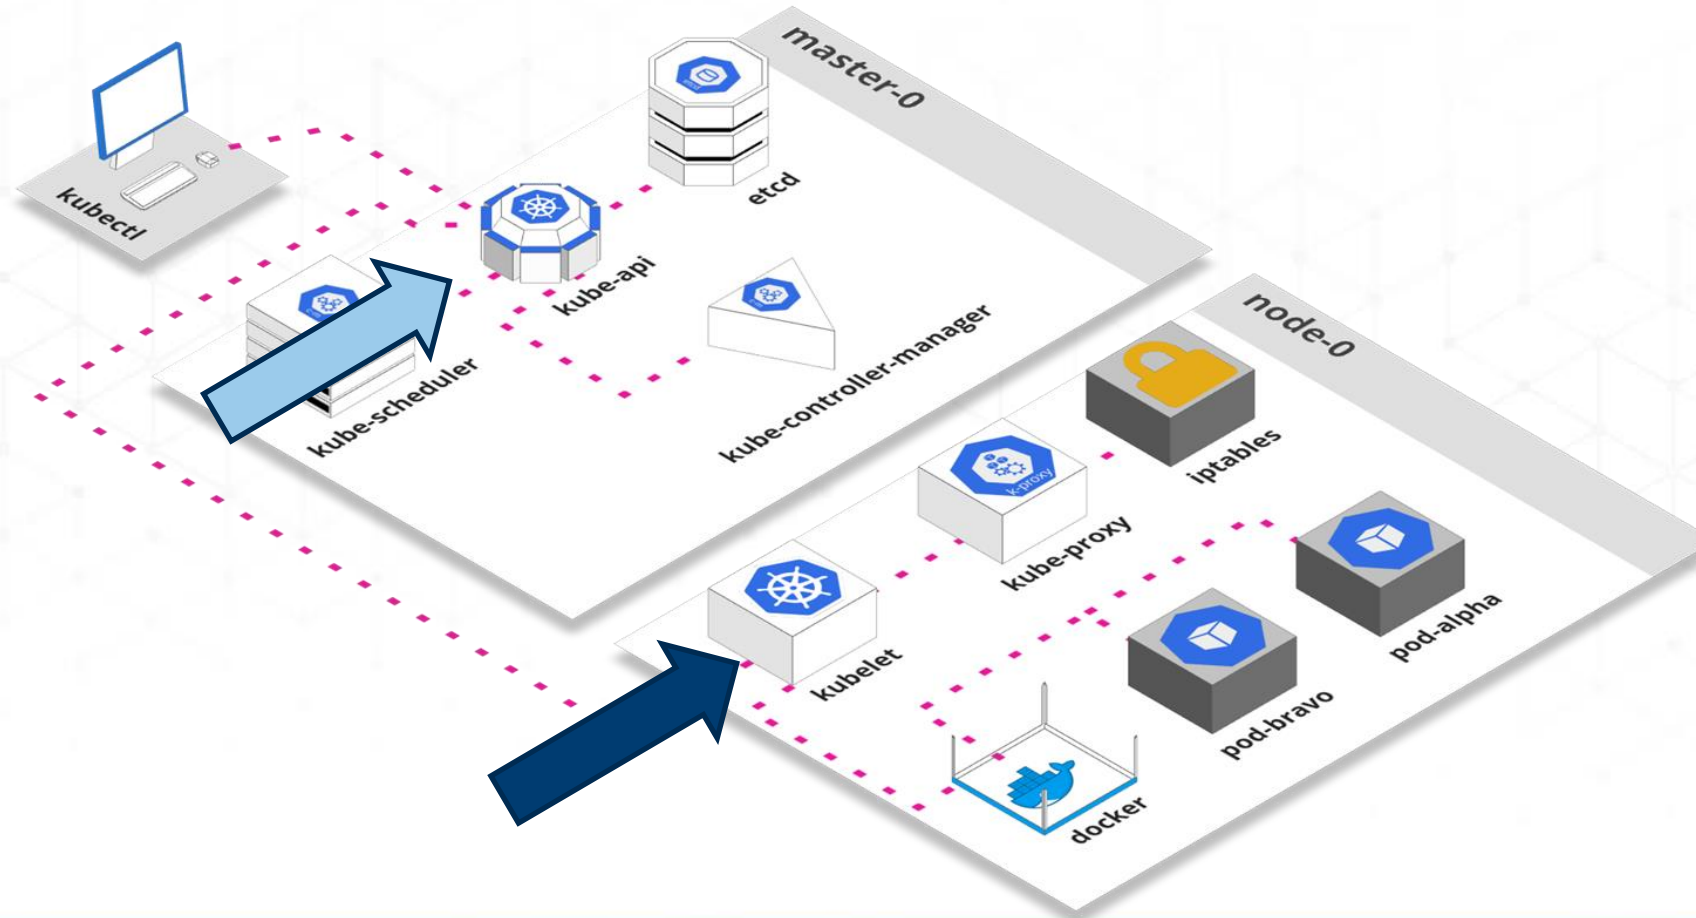 master-0
etcd
kubectl
kube-api
kube-scheduler
kube-controller-manager
node-0
iptables
k-proxy
kube-proxy
kubelet
pod-alpha
pod-bravo
docker